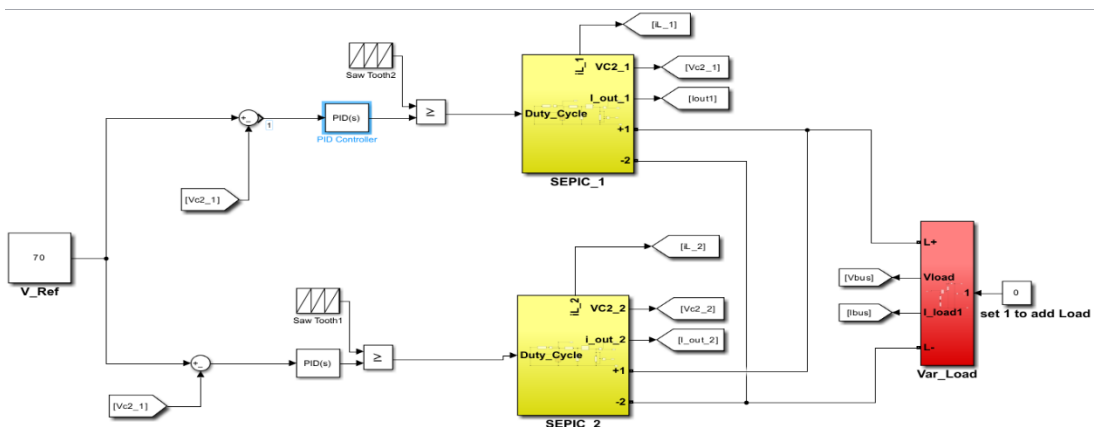 [iL_1]
Saw Tooth2
iL_1
VC2_1
[Vc2_1]
I_out_1
[Iout1]
+
-
1
PID(s)
PID Controller
≥
Duty_Cycle
+1
-2
SEPIC_1
[Vc2_1]
70
V_Ref
[iL_2]
Saw Tooth1
iL_2
VC2_2
[Vc2_2]
i_out_2
[I_out_2]
+
-
PID(s)
≥
Duty_Cycle
+1
-2
SEPIC_2
[Vc2_1]
L+
[Vbus]
Vload
1
0
[Ibus]
I_load1
set 1 to add Load
L-
Var_Load